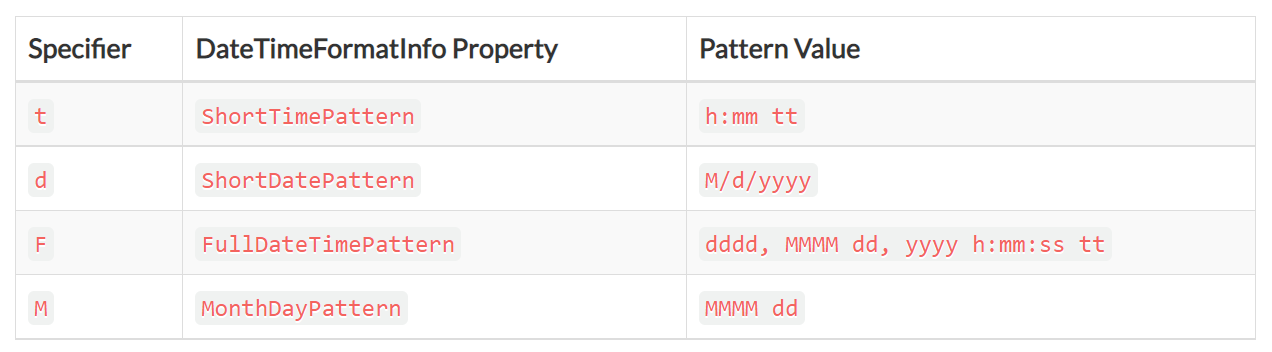 Specifier DateTimeFormatInfo Property Pattern Value
t ShortTimePattern h:mm tt
d ShortDatePattern M/d/yyyy
F FullDateTimePattern dddd, MMMM dd, yyyy h:mm:ss tt
M MonthDayPattern MMMM dd